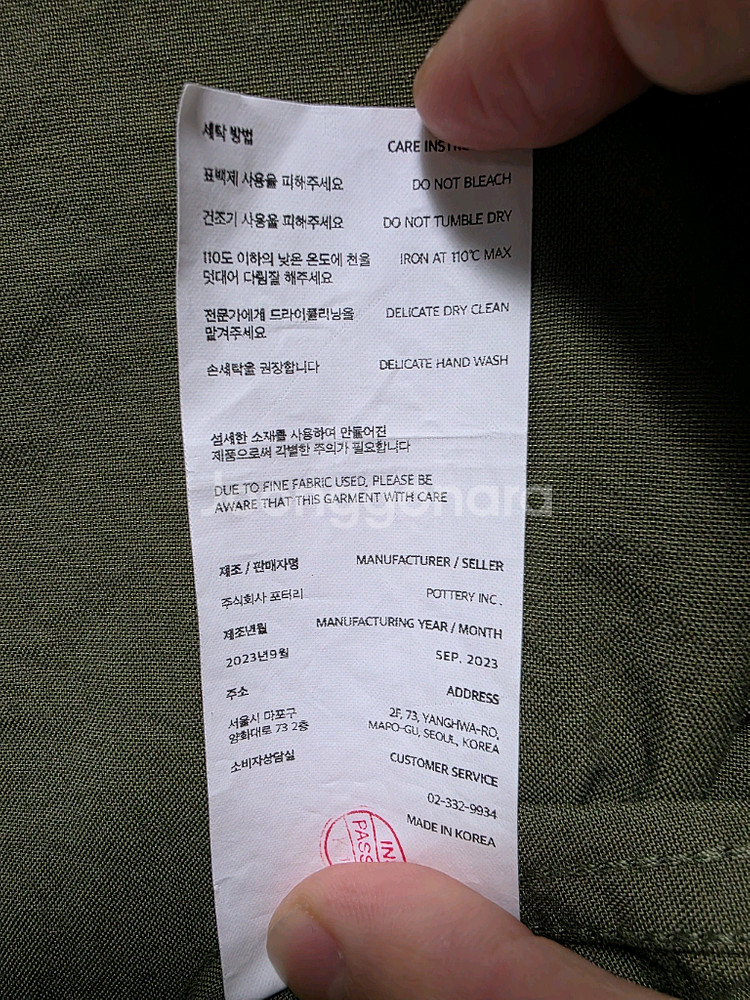 세탁 방법
CARE
표백제 사용을 피해주세요
DO NOT BLEACH
건조기 사용을 피해주세요
DO NOT TUMBLE DRY
110도 이하의 낮은 온도에 천을
덧대어 다림질 해주세요
IRON AT 110℃ MAX
전문가에게 드라이클리닝을
맡겨주세요
DELICATE DRY CLEAN
손세탁을 권장합니다
DELICATE HAND WASH
섬세한 소재를 사용하여 만들어진
제품으로써 각별한 주의가 필요합니다
DUE TO FINE FABRIC USED, PLEASE BE
AWARE THAT THIS GARMENT WITH CARE
제조 / 판매자명
MANUFACTURER / SELLER
주식회사 포터리
POTTERY INC.
제조년월
MANUFACTURING YEAR / MONTH
2023년 9월
SEP. 2023
주소
ADDRESS
서울시 마포구
양화대로 73 2층
2F, 73, YANGHWA-RO,
MAPO-GU, SEOUL, KOREA
소비자상담실
CUSTOMER SERVICE
02-332-9934
MADE IN KOREA